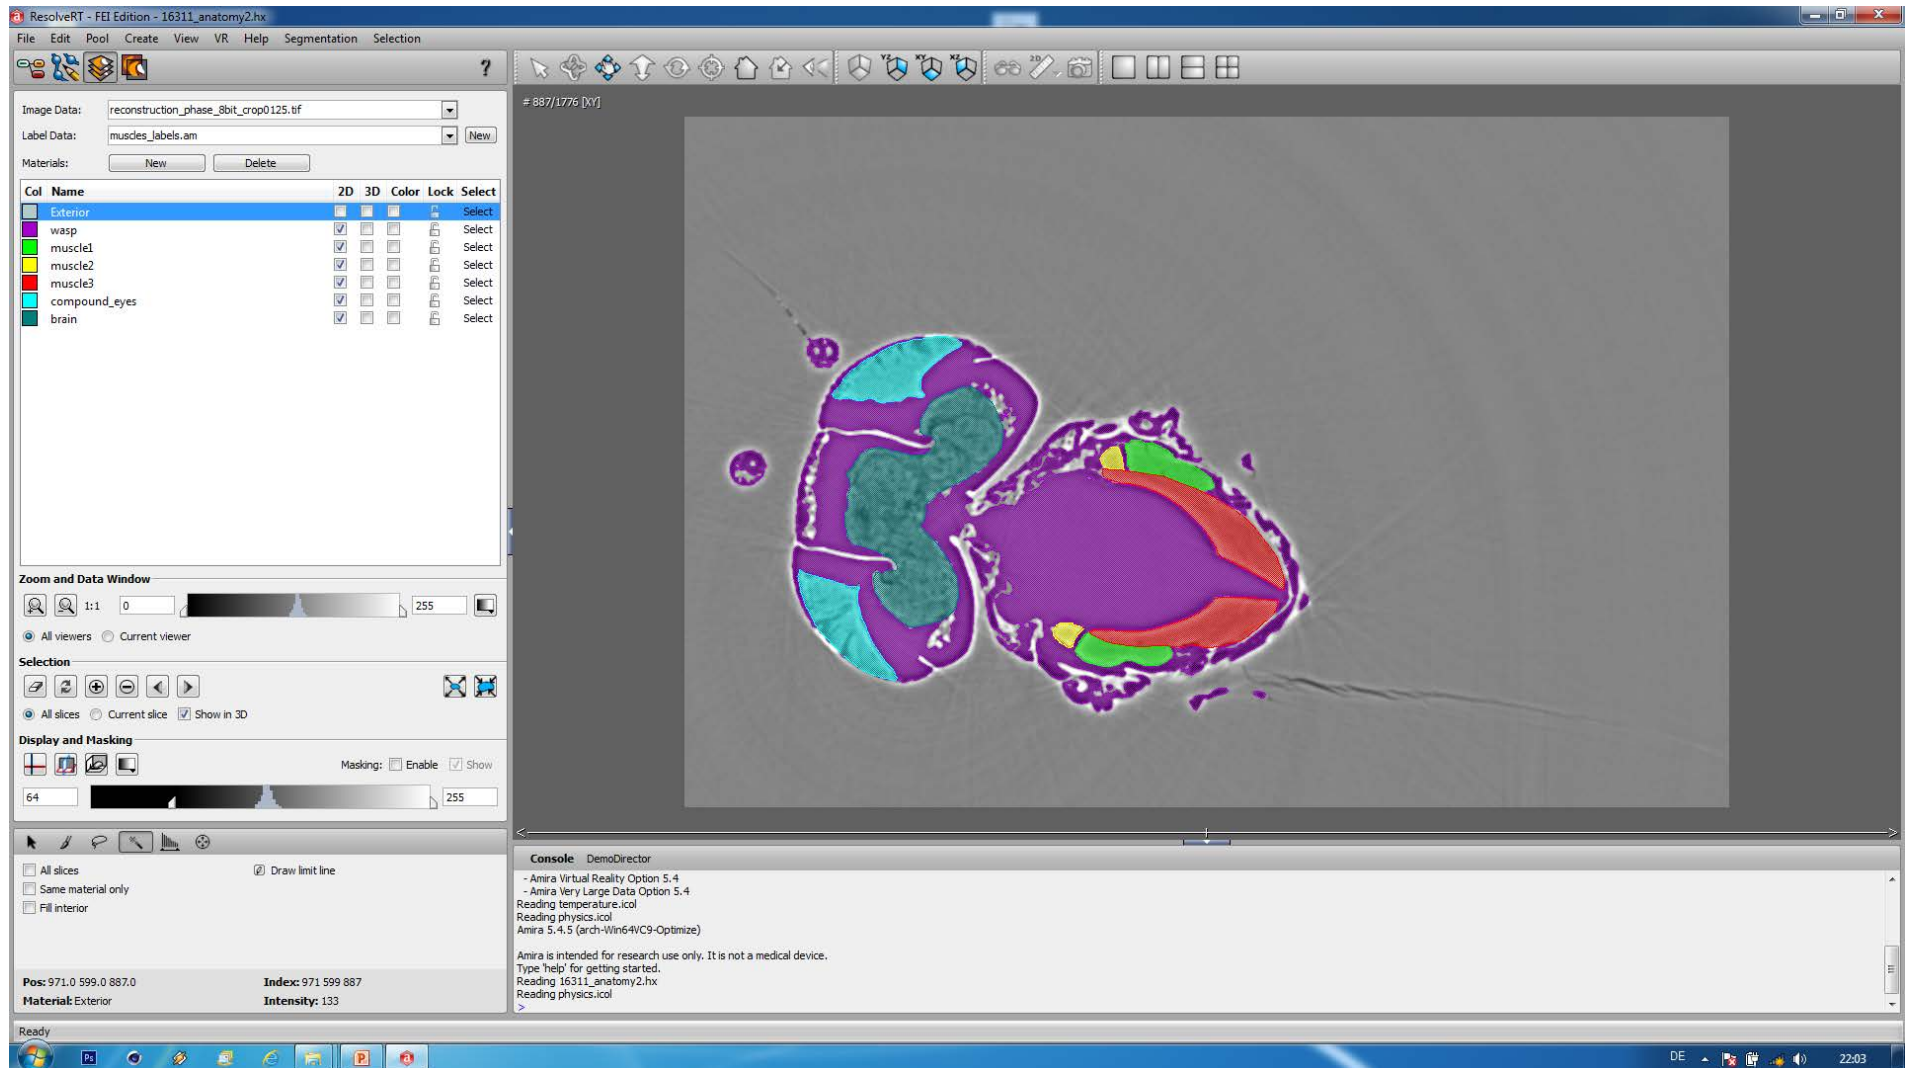 ResolveRT - FEI Edition - 16311_anatomy2.hx
File Edit Pool Create View VR Help Segmentation Selection
?
YZ XY XZ 2D
Image Data: reconstruction_phase_8bit_crop0125.tif
Label Data: muscles_labels.am New
Materials: New Delete
Col Name 2D 3D Color Lock Select
Exterior Select
wasp Select
muscle1 Select
muscle2 Select
muscle3 Select
compound_eyes Select
brain Select
Zoom and Data Window
1:1 0 255
All viewers Current viewer
Selection
All slices Current slice Show in 3D
Display and Masking
Masking: Enable Show
64 255
All slices Draw limit line
Same material only
Fill interior
Pos: 971.0 599.0 887.0 Index: 971 599 887
Material: Exterior Intensity: 133
# 887/1776 [XY]
Console DemoDirector
- Amira Virtual Reality Option 5.4
- Amira Very Large Data Option 5.4
Reading temperature.icol
Reading physics.icol
Amira 5.4.5 (arch-Win64VC9-Optimize)
Amira is intended for research use only. It is not a medical device.
Type 'help' for getting started.
Reading 16311_anatomy2.hx
Reading physics.icol
>
Ready
Ps P a DE 22:03